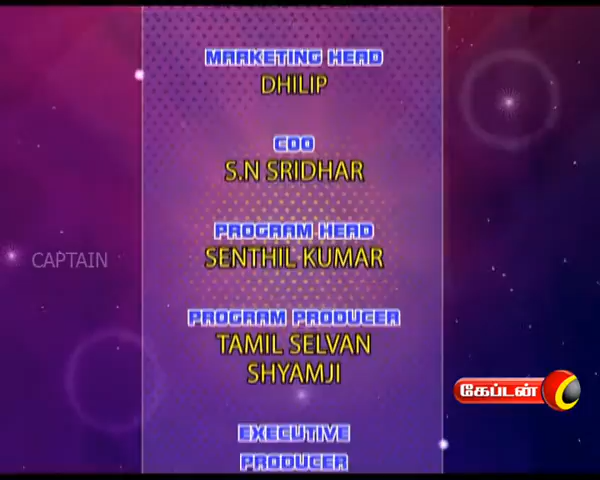 MARKETING HEAD
DHILIP
COO
S.N SRIDHAR
PROGRAM HEAD
SENTHIL KUMAR
CAPTAIN
PROGRAM PRODUCER
TAMIL SELVAN
SHYAMJI
கேப்டன்
EXECUTIVE
PRODUCER